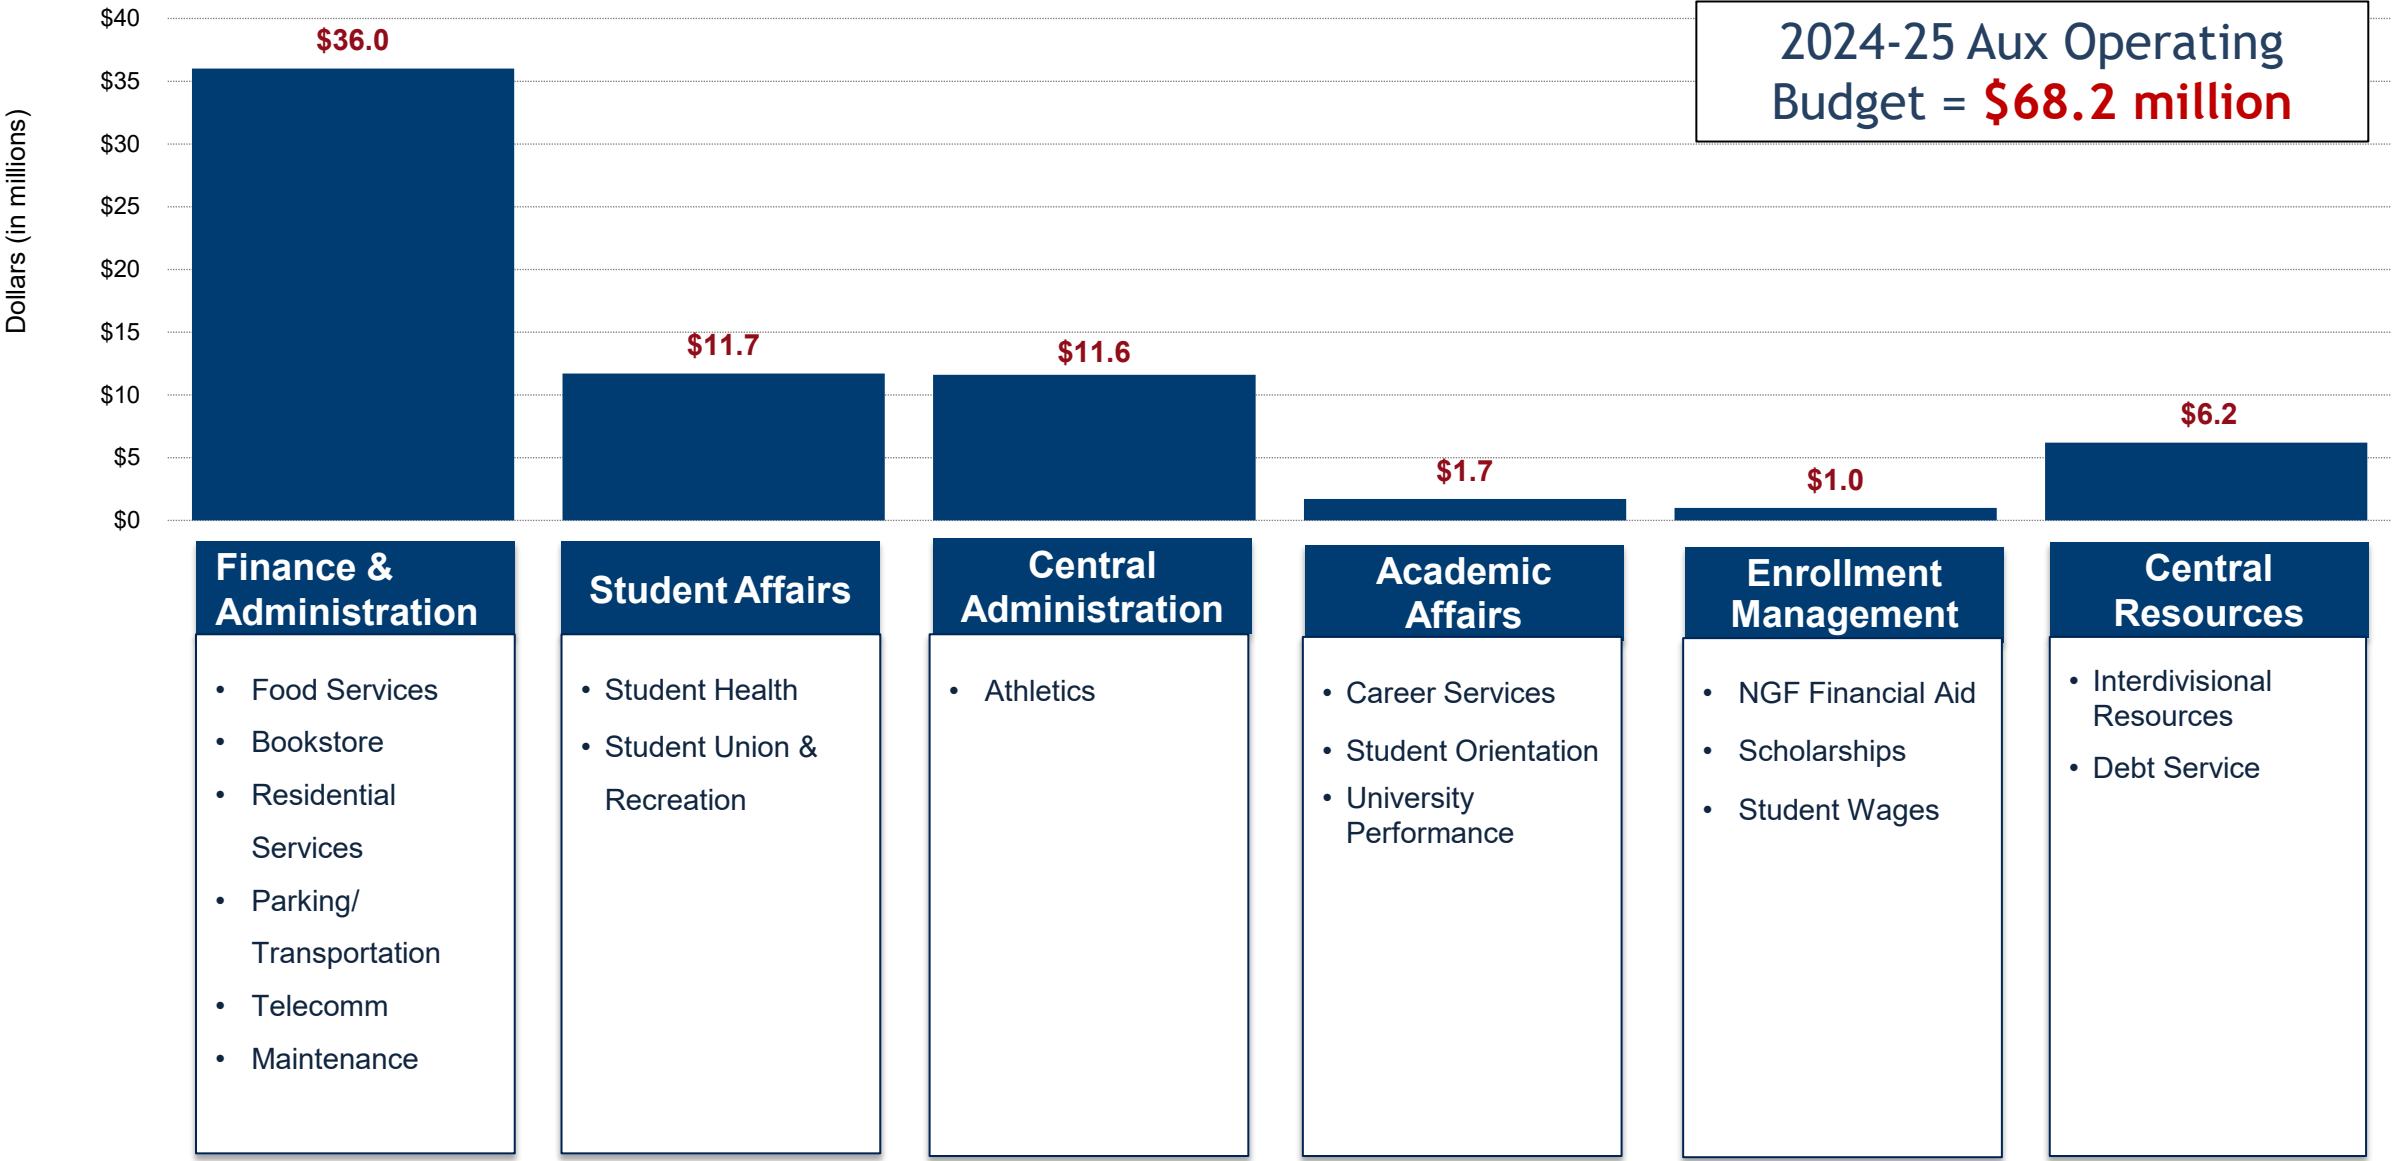 $40
$35
$30
$25
$20
$15
$10
$5
$0
Dollars (in millions)
2024-25 Aux Operating
Budget = $68.2 million
$36.0
$11.7
$11.6
$1.7
$1.0
$6.2
Finance &
Administration
• Food Services
• Bookstore
• Residential
Services
• Parking/
Transportation
• Telecomm
• Maintenance
Student Affairs
• Student Health
• Student Union &
Recreation
Central
Administration
• Athletics
Academic
Affairs
• Career Services
• Student Orientation
• University
Performance
Enrollment
Management
• NGF Financial Aid
• Scholarships
• Student Wages
Central
Resources
• Interdivisional
Resources
• Debt Service